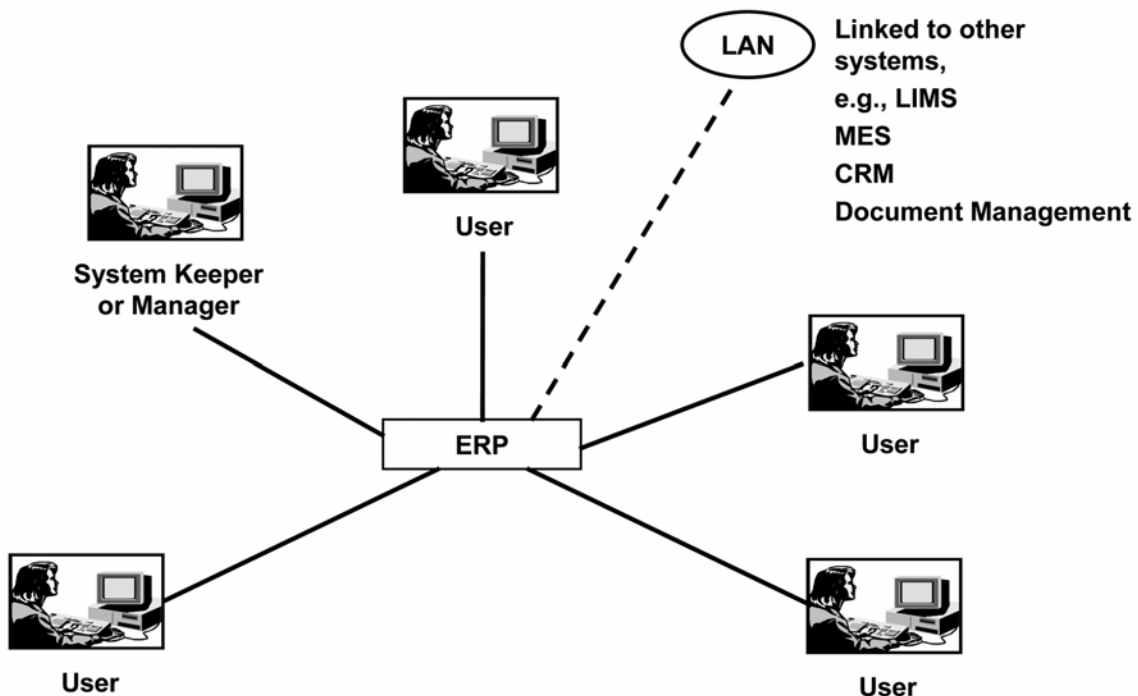 LAN
Linked to other
systems,
e.g., LIMS
MES
CRM
Document Management
User
System Keeper
or Manager
User
ERP
User
User